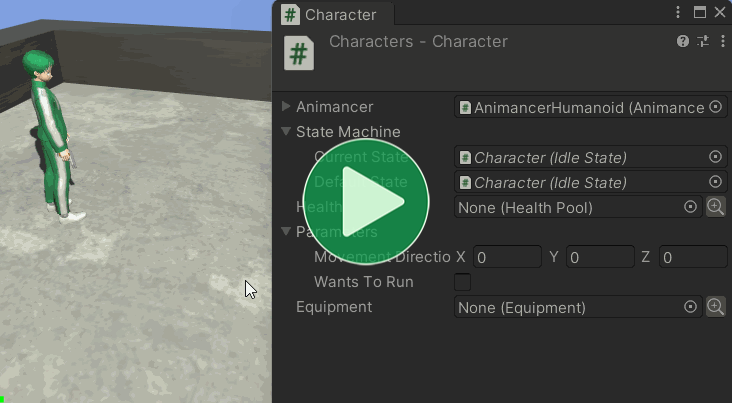 Character
Characters - Character
Animancer
AnimancerHumanoid (Animance
State Machine
Current State
Character (Idle State)
Default State
Character (Idle State)
Health
None (Health Pool)
Parameters
Movement Directio X 0 Y 0 Z 0
Wants To Run
Equipment
None (Equipment)